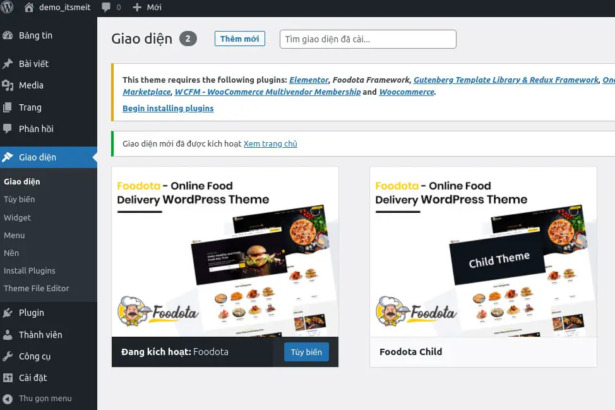 demo_itsmeit 0 Mới
Bảng tin
Bài viết
Media
Trang
Phản hồi
Giao diện
Giao diện
Tùy biến
Widget
Menu
Nền
Install Plugins
Theme File Editor
Plugin
Thành viên
Công cụ
Cài đặt
Thu gọn menu
Giao diện 2 Thêm mới Tìm giao diện đã cài...
This theme requires the following plugins: Elementor, Foodota Framework, Gutenberg Template Library & Redux Framework, One
Marketplace, WCFM - WooCommerce Multivendor Membership and Woocommerce.
Begin installing plugins
Giao diện mới đã được kích hoạt Xem trang chủ
Foodota - Online Food
Delivery WordPress Theme
Foodota
Đang kích hoạt: Foodota Tùy biến
Foodota - Online Food
Delivery WordPress Theme
Child Theme
Foodota
Foodota Child